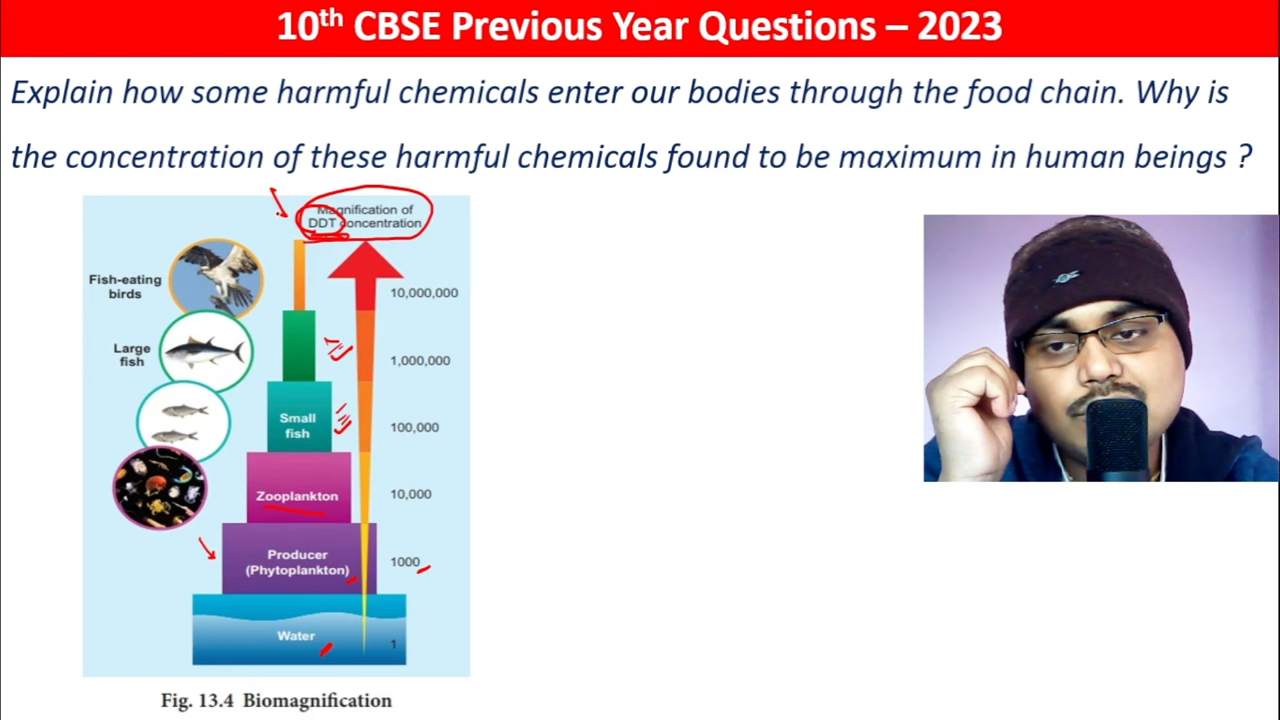 10th CBSE Previous Year Questions – 2023
Explain how some harmful chemicals enter our bodies through the food chain. Why is
the concentration of these harmful chemicals found to be maximum in human beings ?
Magnification of
DDT concentration
Fish-eating
birds
10,000,000
Large
fish
1,000,000
Small
fish
100,000
Zooplankton
10,000
Producer
(Phytoplankton)
1000
Water
1
Fig. 13.4 Biomagnification